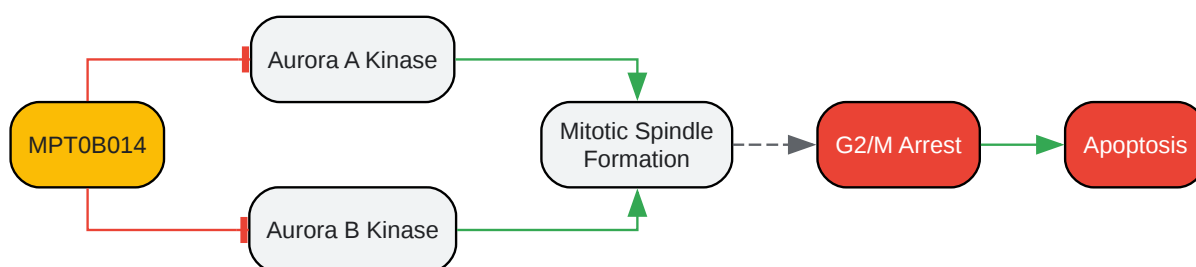 Aurora A Kinase
MPT0B014
Mitotic Spindle
Formation
G2/M Arrest
Apoptosis
Aurora B Kinase